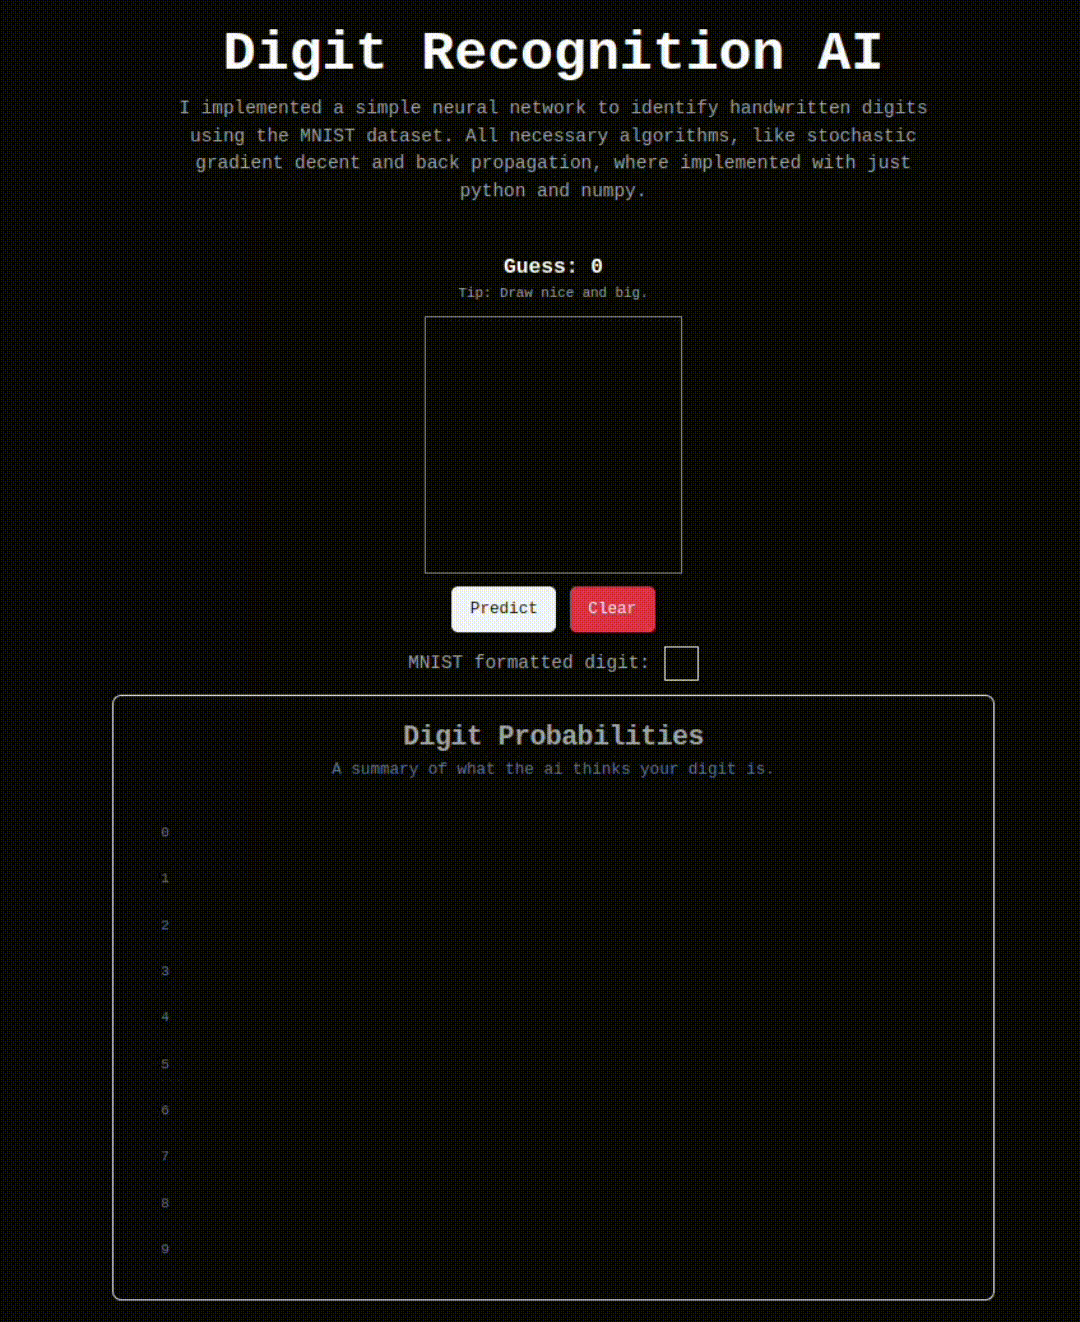 Digit Recognition AI
I implemented a simple neural network to identify handwritten digits
using the MNIST dataset. All necessary algorithms, like stochastic
gradient decent and back propagation, where implemented with just
python and numpy.
Guess: 0
Tip: Draw nice and big.
Predict Clear
MNIST formatted digit:
Digit Probabilities
A summary of what the ai thinks your digit is.
0
1
2
3
4
5
6
7
8
9